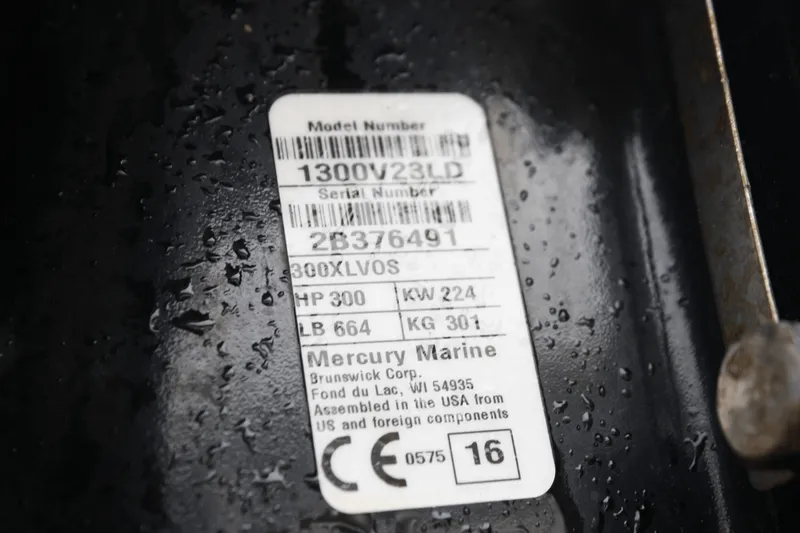 Model Number
1300V23LD
Serial Number
2B376491
300XLVOS
HP 300 KW 224
LB 664 KG 301
Mercury Marine
Brunswick Corp.
Fond du Lac, WI 54935
Assembled in the USA from
US and foreign components
CE 0575 16